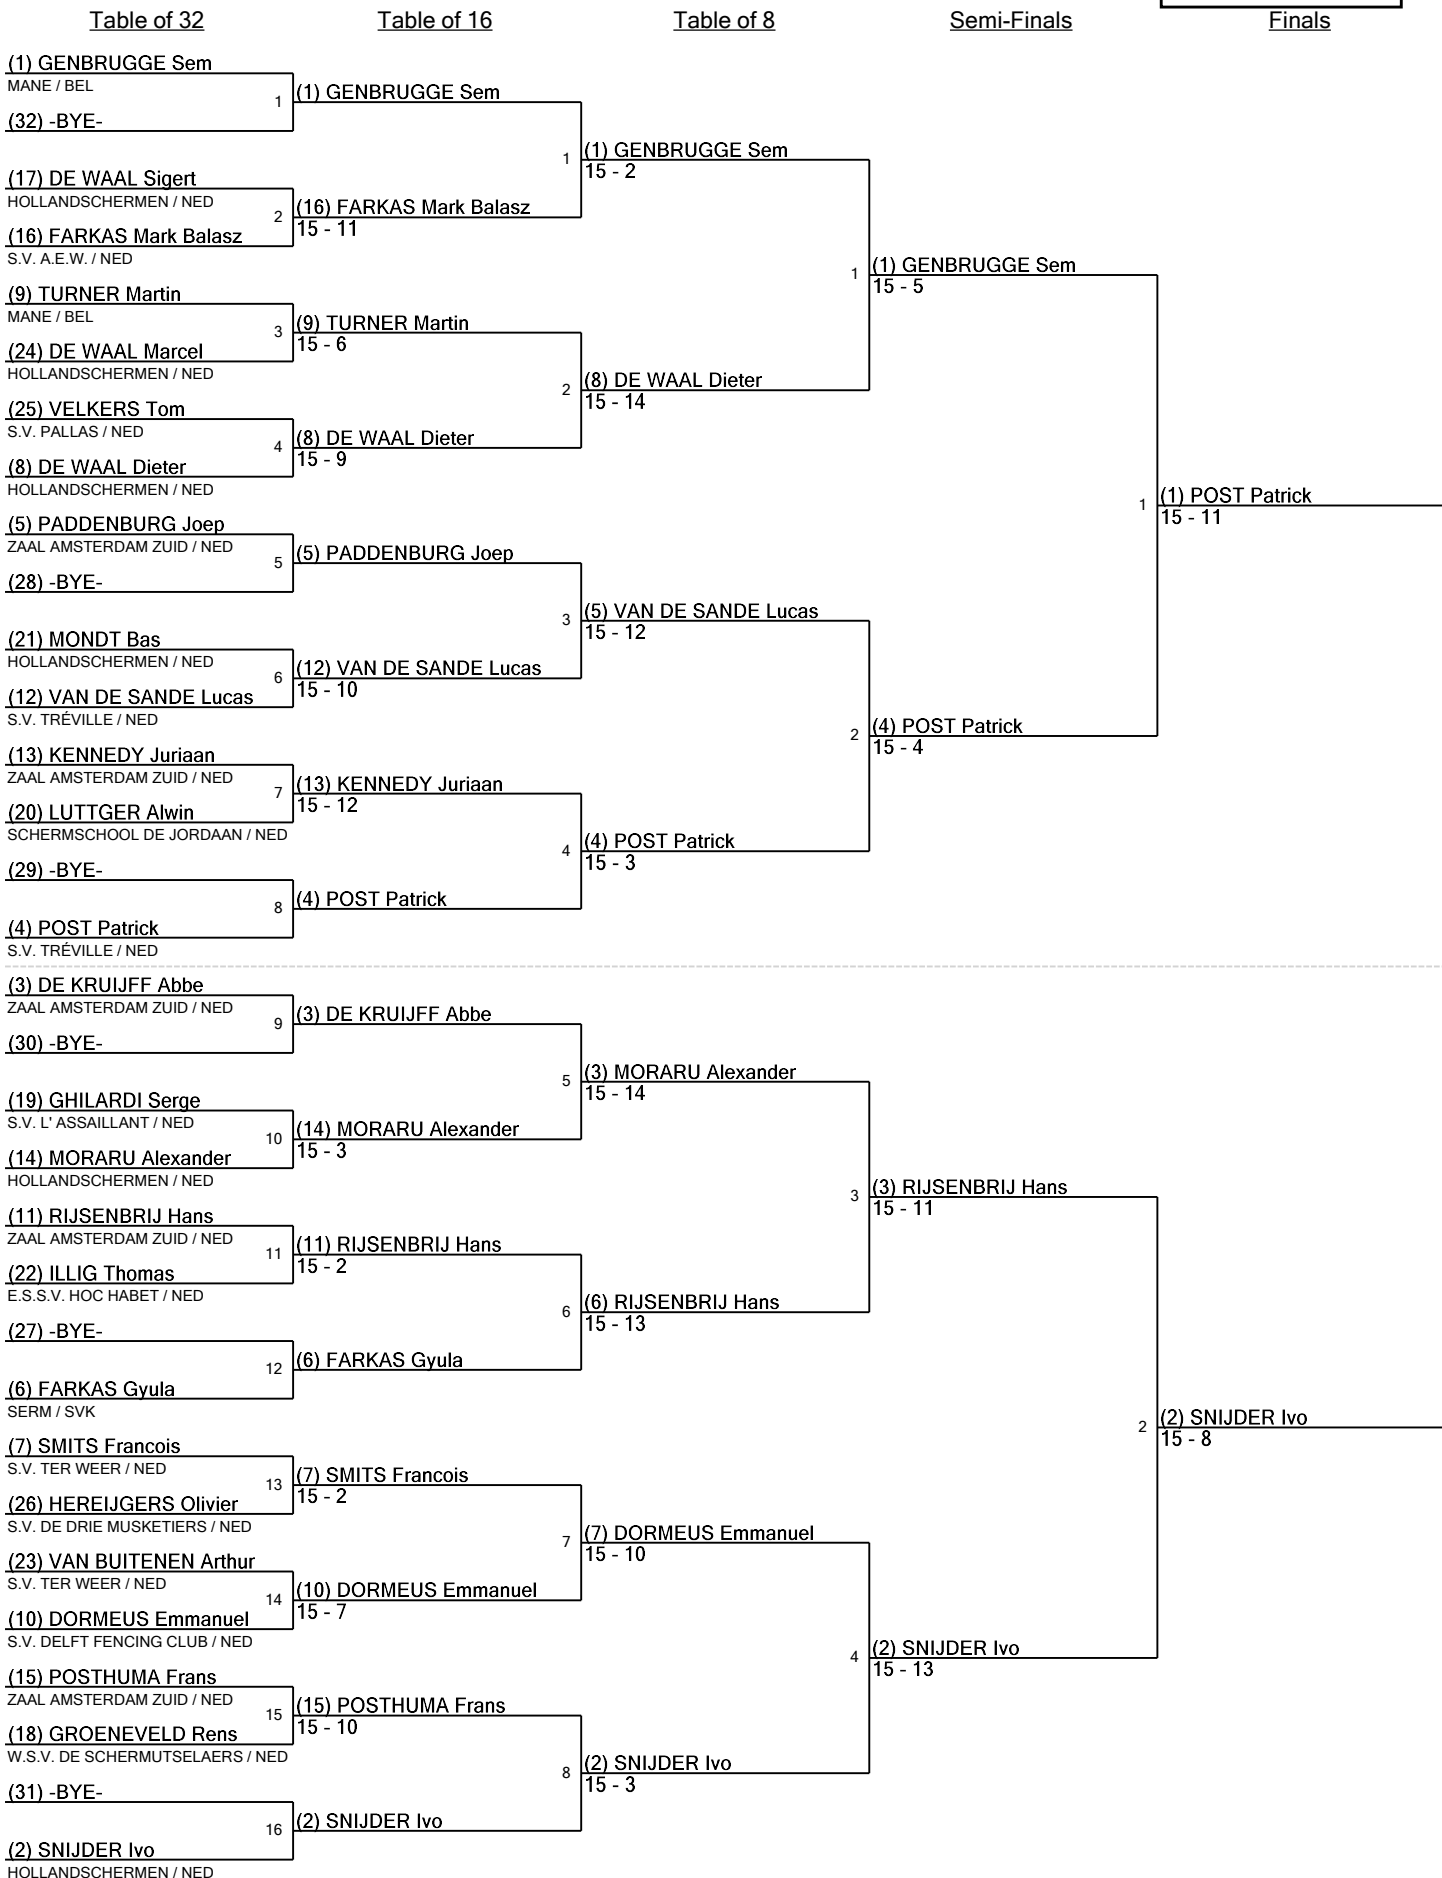 Table of 32
Table of 16
Table of 8
Semi-Finals
Finals
(1) GENBRUGGE Sem
MANE / BEL
1
(32) -BYE-
(17) DE WAAL Sigert
HOLLANDSCHERMEN / NED
2
(16) FARKAS Mark Balasz
S.V. A.E.W. / NED
(9) TURNER Martin
MANE / BEL
3
(24) DE WAAL Marcel
HOLLANDSCHERMEN / NED
(25) VELKERS Tom
S.V. PALLAS / NED
4
(8) DE WAAL Dieter
HOLLANDSCHERMEN / NED
(5) PADDENBURG Joep
ZAAL AMSTERDAM ZUID / NED
5
(28) -BYE-
(21) MONDT Bas
HOLLANDSCHERMEN / NED
6
(12) VAN DE SANDE Lucas
S.V. TRÉVILLE / NED
(13) KENNEDY Juriaan
ZAAL AMSTERDAM ZUID / NED
7
(20) LUTTGER Alwin
SCHERMSCHOOL DE JORDAAN / NED
(29) -BYE-
8
(4) POST Patrick
S.V. TRÉVILLE / NED
(3) DE KRUIJFF Abbe
ZAAL AMSTERDAM ZUID / NED
9
(30) -BYE-
(19) GHILARDI Serge
S.V. L' ASSAILLANT / NED
10
(14) MORARU Alexander
HOLLANDSCHERMEN / NED
(11) RIJSENBRIJ Hans
ZAAL AMSTERDAM ZUID / NED
11
(22) ILLIG Thomas
E.S.S.V. HOC HABET / NED
(27) -BYE-
12
(6) FARKAS Gyula
SERM / SVK
(7) SMITS Francois
S.V. TER WEER / NED
13
(26) HEREIJGERS Olivier
S.V. DE DRIE MUSKETIERS / NED
(23) VAN BUITENEN Arthur
S.V. TER WEER / NED
14
(10) DORMEUS Emmanuel
S.V. DELFT FENCING CLUB / NED
(15) POSTHUMA Frans
ZAAL AMSTERDAM ZUID / NED
15
(18) GROENEVELD Rens
W.S.V. DE SCHERMUTSELAERS / NED
(31) -BYE-
16
(2) SNIJDER Ivo
HOLLANDSCHERMEN / NED
(1) GENBRUGGE Sem
1
(16) FARKAS Mark Balasz
15 - 11
(9) TURNER Martin
15 - 6
2
(8) DE WAAL Dieter
15 - 9
(5) PADDENBURG Joep
3
(12) VAN DE SANDE Lucas
15 - 10
(13) KENNEDY Juriaan
15 - 12
4
(4) POST Patrick
(3) DE KRUIJFF Abbe
5
(14) MORARU Alexander
15 - 3
(11) RIJSENBRIJ Hans
15 - 2
6
(6) FARKAS Gyula
(7) SMITS Francois
15 - 2
7
(10) DORMEUS Emmanuel
15 - 7
(15) POSTHUMA Frans
15 - 10
8
(2) SNIJDER Ivo
(1) GENBRUGGE Sem
15 - 2
1
(8) DE WAAL Dieter
15 - 14
(5) VAN DE SANDE Lucas
15 - 12
2
(4) POST Patrick
15 - 3
(3) MORARU Alexander
15 - 14
3
(6) RIJSENBRIJ Hans
15 - 13
(7) DORMEUS Emmanuel
15 - 10
4
(2) SNIJDER Ivo
15 - 3
(1) GENBRUGGE Sem
15 - 5
1
(4) POST Patrick
15 - 4
(3) RIJSENBRIJ Hans
15 - 11
2
(2) SNIJDER Ivo
15 - 13
(1) POST Patrick
15 - 11
(2) SNIJDER Ivo
15 - 8